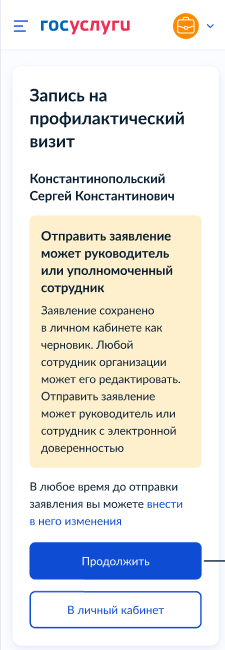 госуслуги
Запись на
профилактический
визит
Константинопольский
Сергей Константинович
Отправить заявление
может руководитель
или уполномоченный
сотрудник
Заявление сохранено
в личном кабинете как
черновик. Любой
сотрудник организации
может его редактировать.
Отправить заявление
может руководитель или
сотрудник с электронной
доверенностью
В любое время до отправки
заявления вы можете внести
в него изменения
Продолжить
В личный кабинет